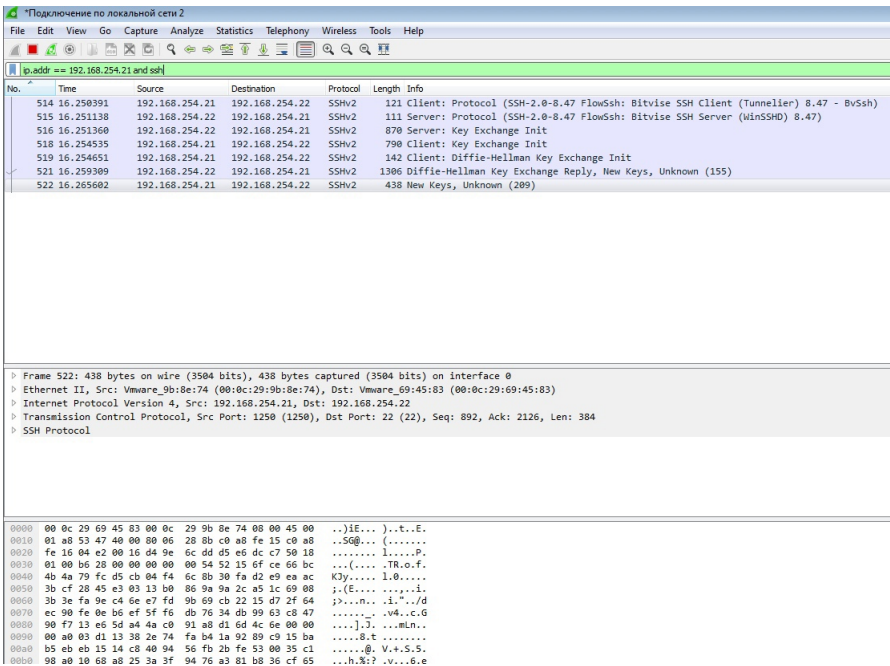 *Подключение по локальной сети 2
File Edit View Go Capture Analyze Statistics Telephony Wireless Tools Help
ip.addr == 192.168.254.21 and ssh
No. Time Source Destination Protocol Length Info
514 16.250391 192.168.254.21 192.168.254.22 SSHv2 121 Client: Protocol (SSH-2.0-8.47 FlowSsh: Bitvise SSH Client (Tunnelier) 8.47 - BvSsh)
515 16.251138 192.168.254.22 192.168.254.21 SSHv2 111 Server: Protocol (SSH-2.0-8.47 FlowSsh: Bitvise SSH Server (WinSSHD) 8.47)
516 16.251360 192.168.254.22 192.168.254.21 SSHv2 870 Server: Key Exchange Init
518 16.254535 192.168.254.21 192.168.254.22 SSHv2 790 Client: Key Exchange Init
519 16.254651 192.168.254.21 192.168.254.22 SSHv2 142 Client: Diffie-Hellman Key Exchange Init
521 16.259309 192.168.254.22 192.168.254.21 SSHv2 1306 Diffie-Hellman Key Exchange Reply, New Keys, Unknown (155)
522 16.265602 192.168.254.21 192.168.254.22 SSHv2 438 New Keys, Unknown (209)
Frame 522: 438 bytes on wire (3504 bits), 438 bytes captured (3504 bits) on interface 0
Ethernet II, Src: Vmware_9b:8e:74 (00:0c:29:9b:8e:74), Dst: Vmware_69:45:83 (00:0c:29:69:45:83)
Internet Protocol Version 4, Src: 192.168.254.21, Dst: 192.168.254.22
Transmission Control Protocol, Src Port: 1250 (1250), Dst Port: 22 (22), Seq: 892, Ack: 2126, Len: 384
SSH Protocol
0000 00 0c 29 69 45 83 00 0c 29 9b 8e 74 08 00 45 00 ..)iE... )..t..E.
0010 01 a8 53 47 40 00 80 06 28 8b c0 a8 fe 15 c0 a8 ..SG@... (.......
0020 fe 16 04 e2 00 16 d4 9e 6c dd d5 e6 dc c7 50 18 ........ l.....P.
0030 01 00 b6 28 00 00 00 00 54 52 15 6f ce 66 bc ...(.... .TR.o.f.
0040 4b 4a 79 fc d5 cb 04 f4 6c 8b 30 fa d2 e9 ea ac KJy..... l.0.....
0050 3b cf 28 45 e3 03 13 b0 86 9a 9a 2c a5 1c 69 08 ;.(E.... ...,..i.
0060 3b 3e fa 9e c4 6e e7 fd 9b 69 cb 22 15 d7 2f 64 ;>...n.. .i."../d
0070 ec 90 fe 0e b6 ef 5f f6 db 76 34 db 99 63 c8 47 ......_. .v4..c.G
0080 90 f7 13 e6 5d a4 4a c0 91 a8 d1 6d 4c 6e 00 00 ....].J. ...mLn..
0090 00 a0 03 d1 13 38 2e 74 fa b4 1a 92 89 c9 15 ba .....8.t ........
00a0 b5 eb eb 15 14 c8 40 94 56 fb 2b fe 53 00 35 c1 ......@. V.+.S.5.
00b0 98 a0 10 68 a8 25 3a 3f 94 76 a3 81 b8 36 cf 65 ...h.%:? .v...6.e